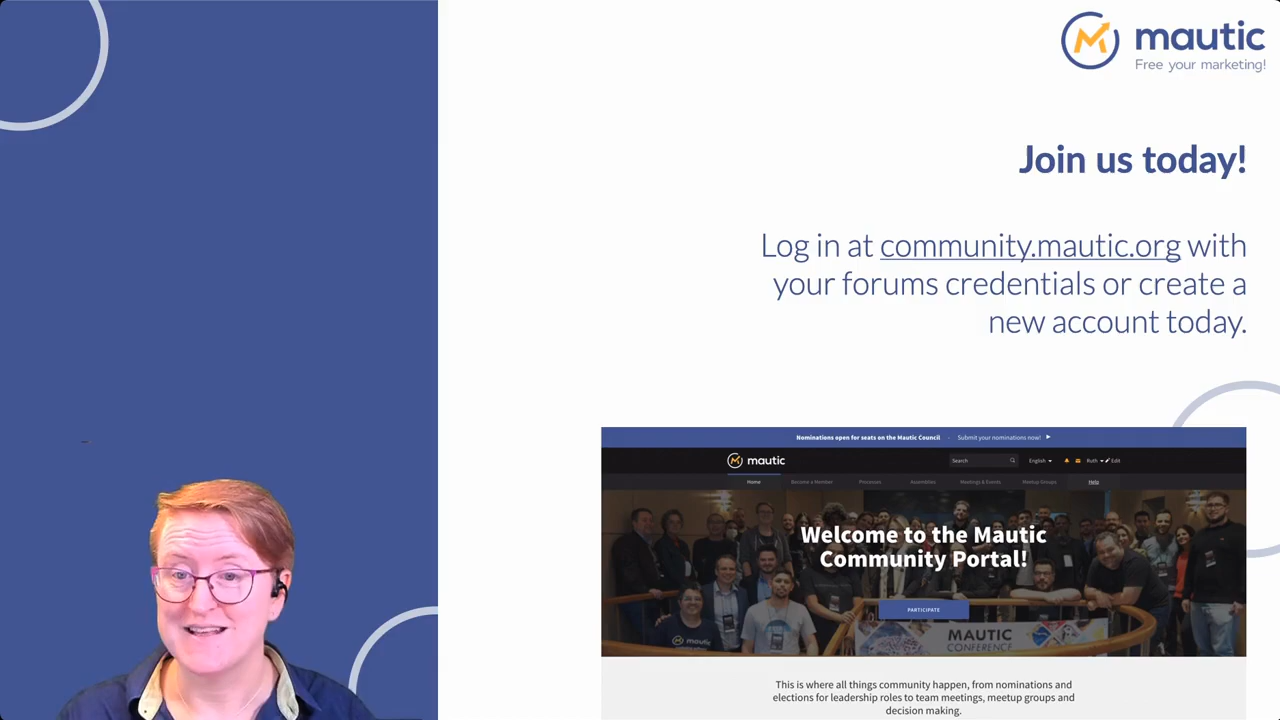 mautic
Free your marketing!
Join us today!
Log in at community.mautic.org with
your forums credentials or create a
new account today.
Nominations open for seats on the Mautic Council - Submit your nominations now!
mautic
Search English Ruth Edit
Home Become a Member Processes Assemblies Meetings & Events Meetup Groups Help
Welcome to the Mautic
Community Portal!
PARTICIPATE
mautic
MAUTIC
CONFERENCE
This is where all things community happen, from nominations and
elections for leadership roles to team meetings, meetup groups and
decision making.